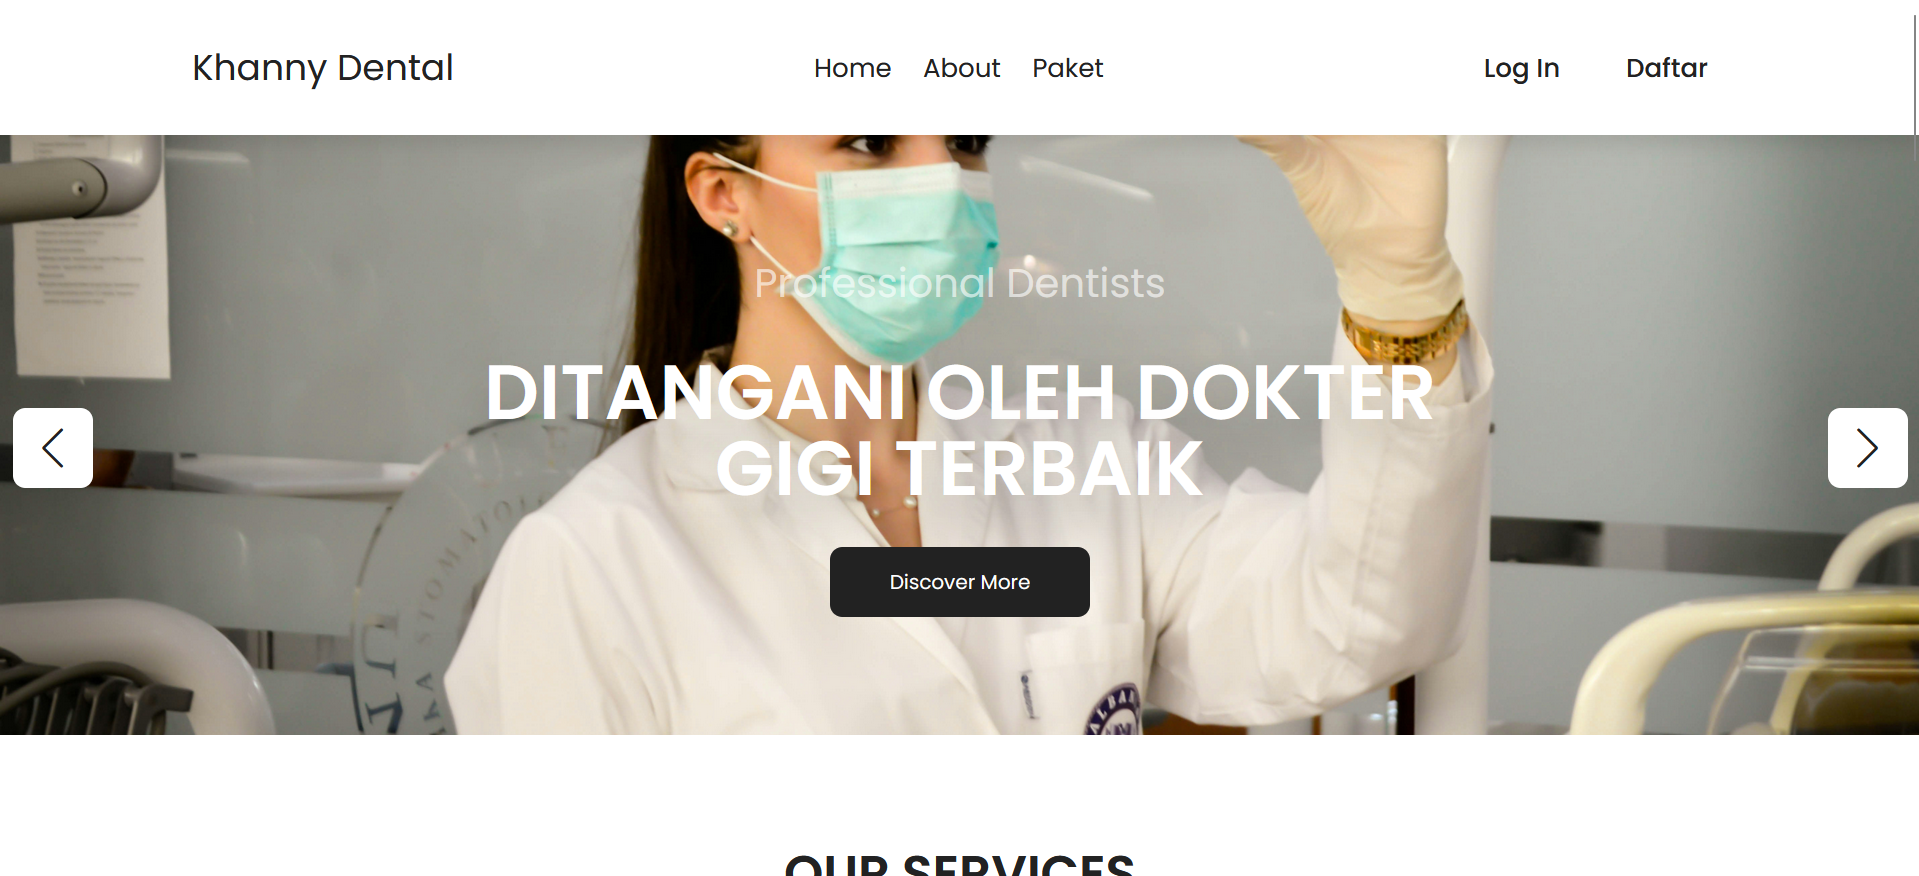 Khanny Dental
Home About Paket
Log In Daftar
Professional Dentists
DITANGANI OLEH DOKTER
GIGI TERBAIK
Discover More
OUR SERVICES